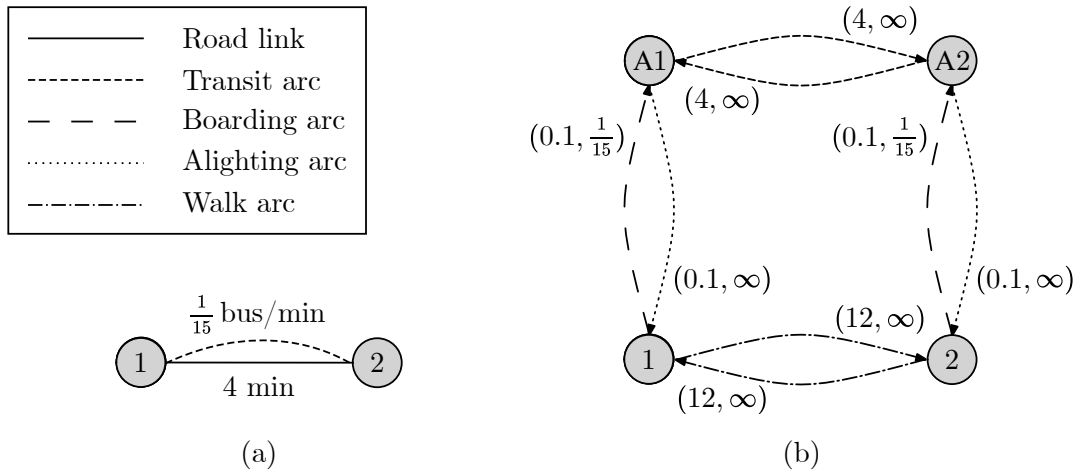 Road link
Transit arc
Boarding arc
Alighting arc
Walk arc
1/15 bus/min
1
2
4 min
(a)
(4, ∞)
A1
A2
(4, ∞)
(0.1, 1/15)
(0.1, 1/15)
(0.1, ∞)
(0.1, ∞)
(12, ∞)
1
2
(12, ∞)
(b)